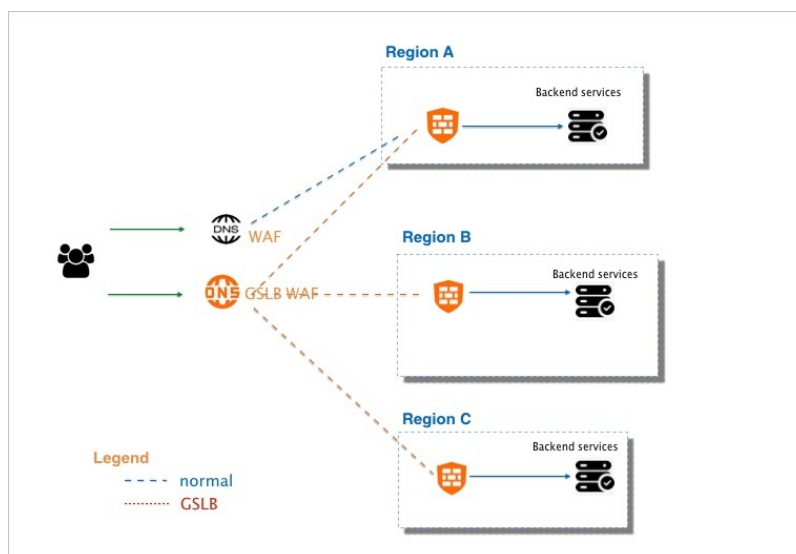 Region A
Backend services
DNS
WAF
Region B
Backend services
DNS
GSLB WAF
Region C
Backend services
Legend
normal
GSLB